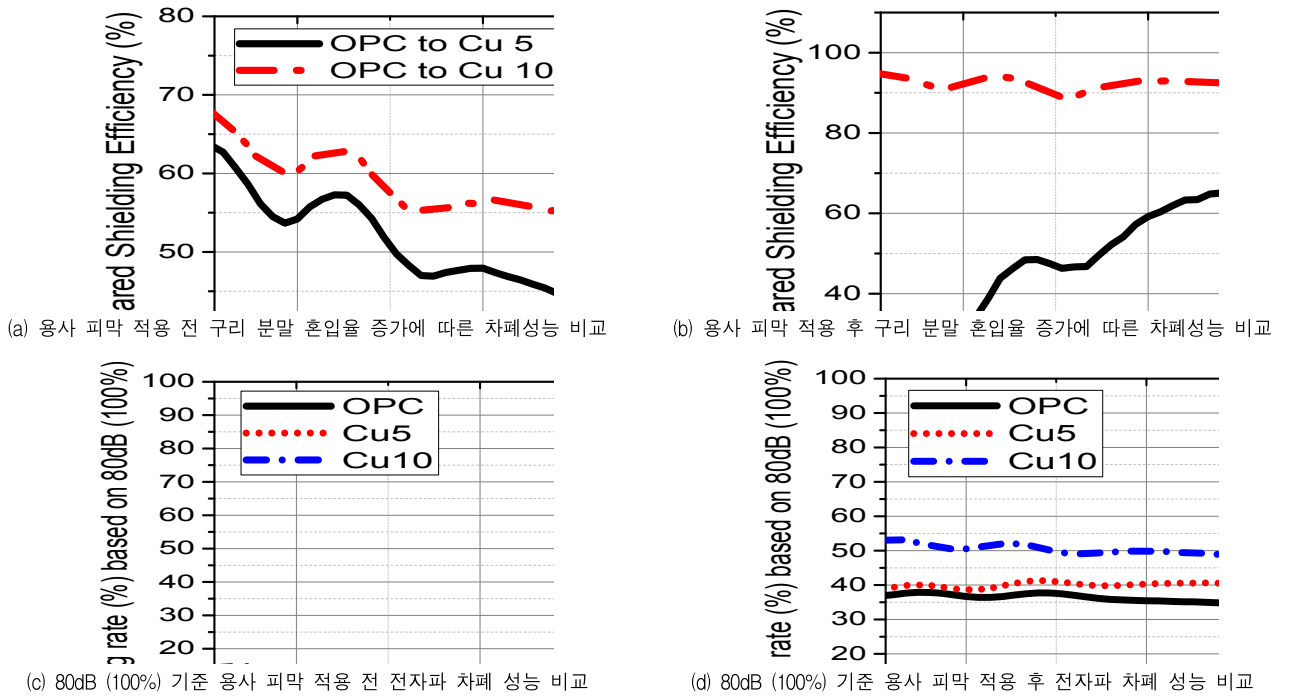 80
70
60
50
ared Shielding Efficiency (%)
OPC to Cu 5
OPC to Cu 10
(a) 용사 피막 적용 전 구리 분말 혼입율 증가에 따른 차폐성능 비교
100
80
60
40
ared Shielding Efficiency (%)
(b) 용사 피막 적용 후 구리 분말 혼입율 증가에 따른 차폐성능 비교
100
90
80
70
60
50
40
30
20
g rate (%) based on 80dB (100%)
OPC
Cu5
Cu10
(c) 80dB (100%) 기준 용사 피막 적용 전 전자파 차폐 성능 비교
100
90
80
70
60
50
40
30
20
rate (%) based on 80dB (100%)
OPC
Cu5
Cu10
(d) 80dB (100%) 기준 용사 피막 적용 후 전자파 차폐 성능 비교